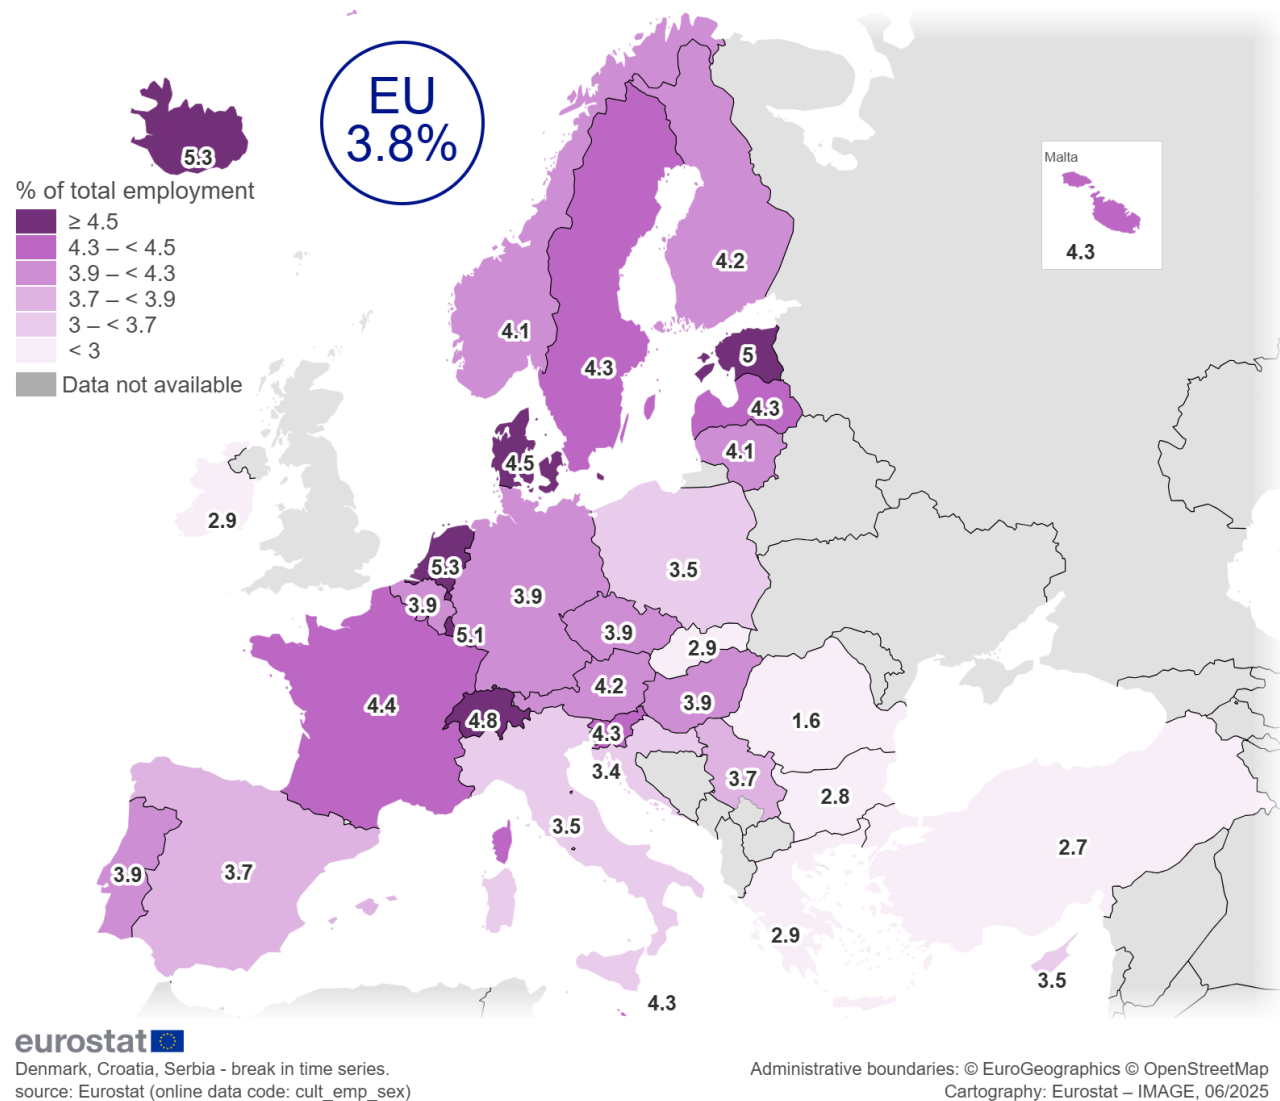 EU
3.8%
5.3
% of total employment
≥ 4.5
4.3 – < 4.5
3.9 – < 4.3
3.7 – < 3.9
3 – < 3.7
< 3
Data not available
Malta
4.3
4.2
4.1
4.3
5
4.3
4.1
4.5
2.9
5.3
3.5
3.9
3.9
3.9
5.1
2.9
4.2
3.9
4.4
4.8
4.3
1.6
3.4
3.7
2.8
3.5
2.7
3.9
3.7
2.9
3.5
4.3
eurostat
Denmark, Croatia, Serbia - break in time series.
source: Eurostat (online data code: cult_emp_sex)
Administrative boundaries: © EuroGeographics © OpenStreetMap
Cartography: Eurostat – IMAGE, 06/2025